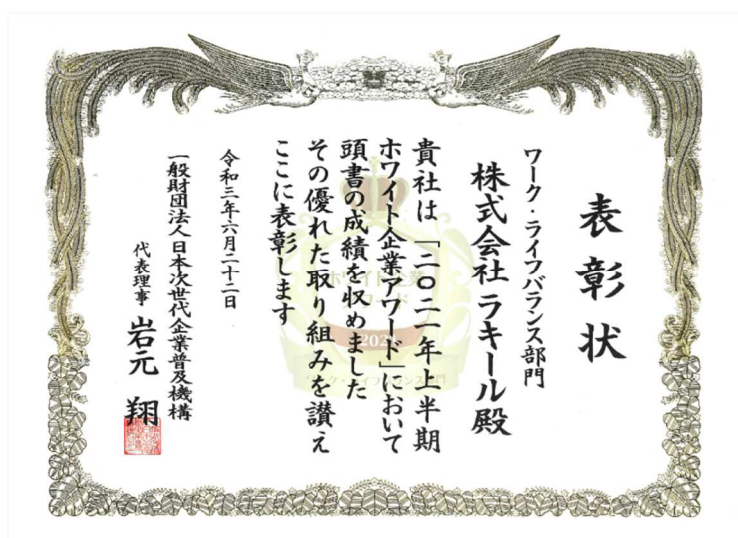 表彰状
ワーク・ライフバランス部門
株式会社ラキール殿
貴社は「二〇二一年上半期
ホワイト企業アワード」において
頭書の成績を収めました
その優れた取り組みを讃え
ここに表彰します
令和三年六月二十二日
一般財団法人日本次世代企業普及機構
代表理事 岩元 翔